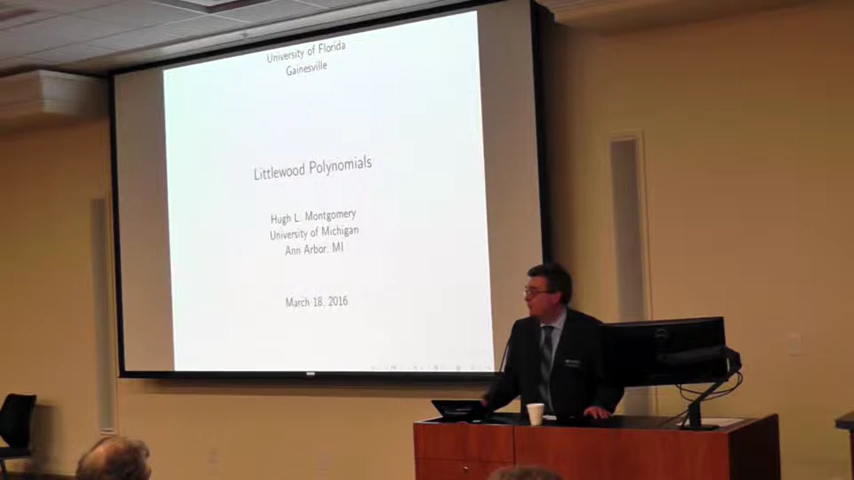 University of Florida
Gainesville
Littlewood Polynomials
Hugh L. Montgomery
University of Michigan
Ann Arbor, MI
March 18, 2016